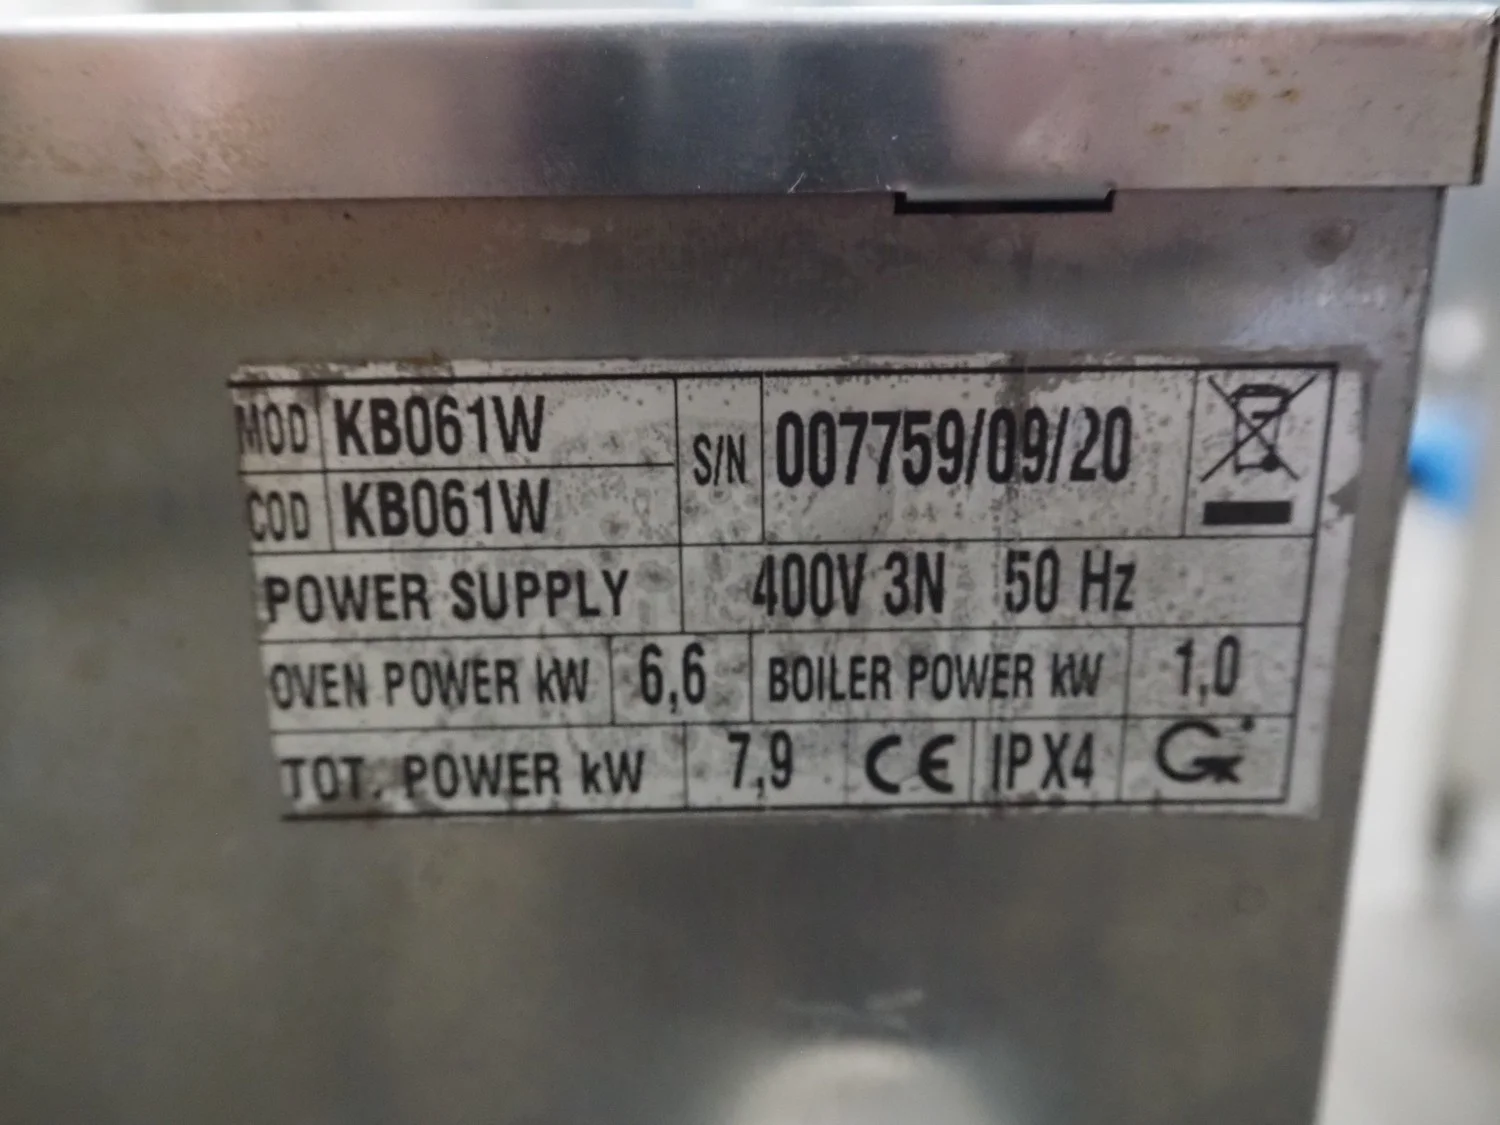 MOD KB061W
S/N 007759/09/20
COD KB061W
POWER SUPPLY 400V 3N 50 Hz
OVEN POWER kW 6,6 BOILER POWER kW 1,0
TOT. POWER kW 7,9 CE IPX4